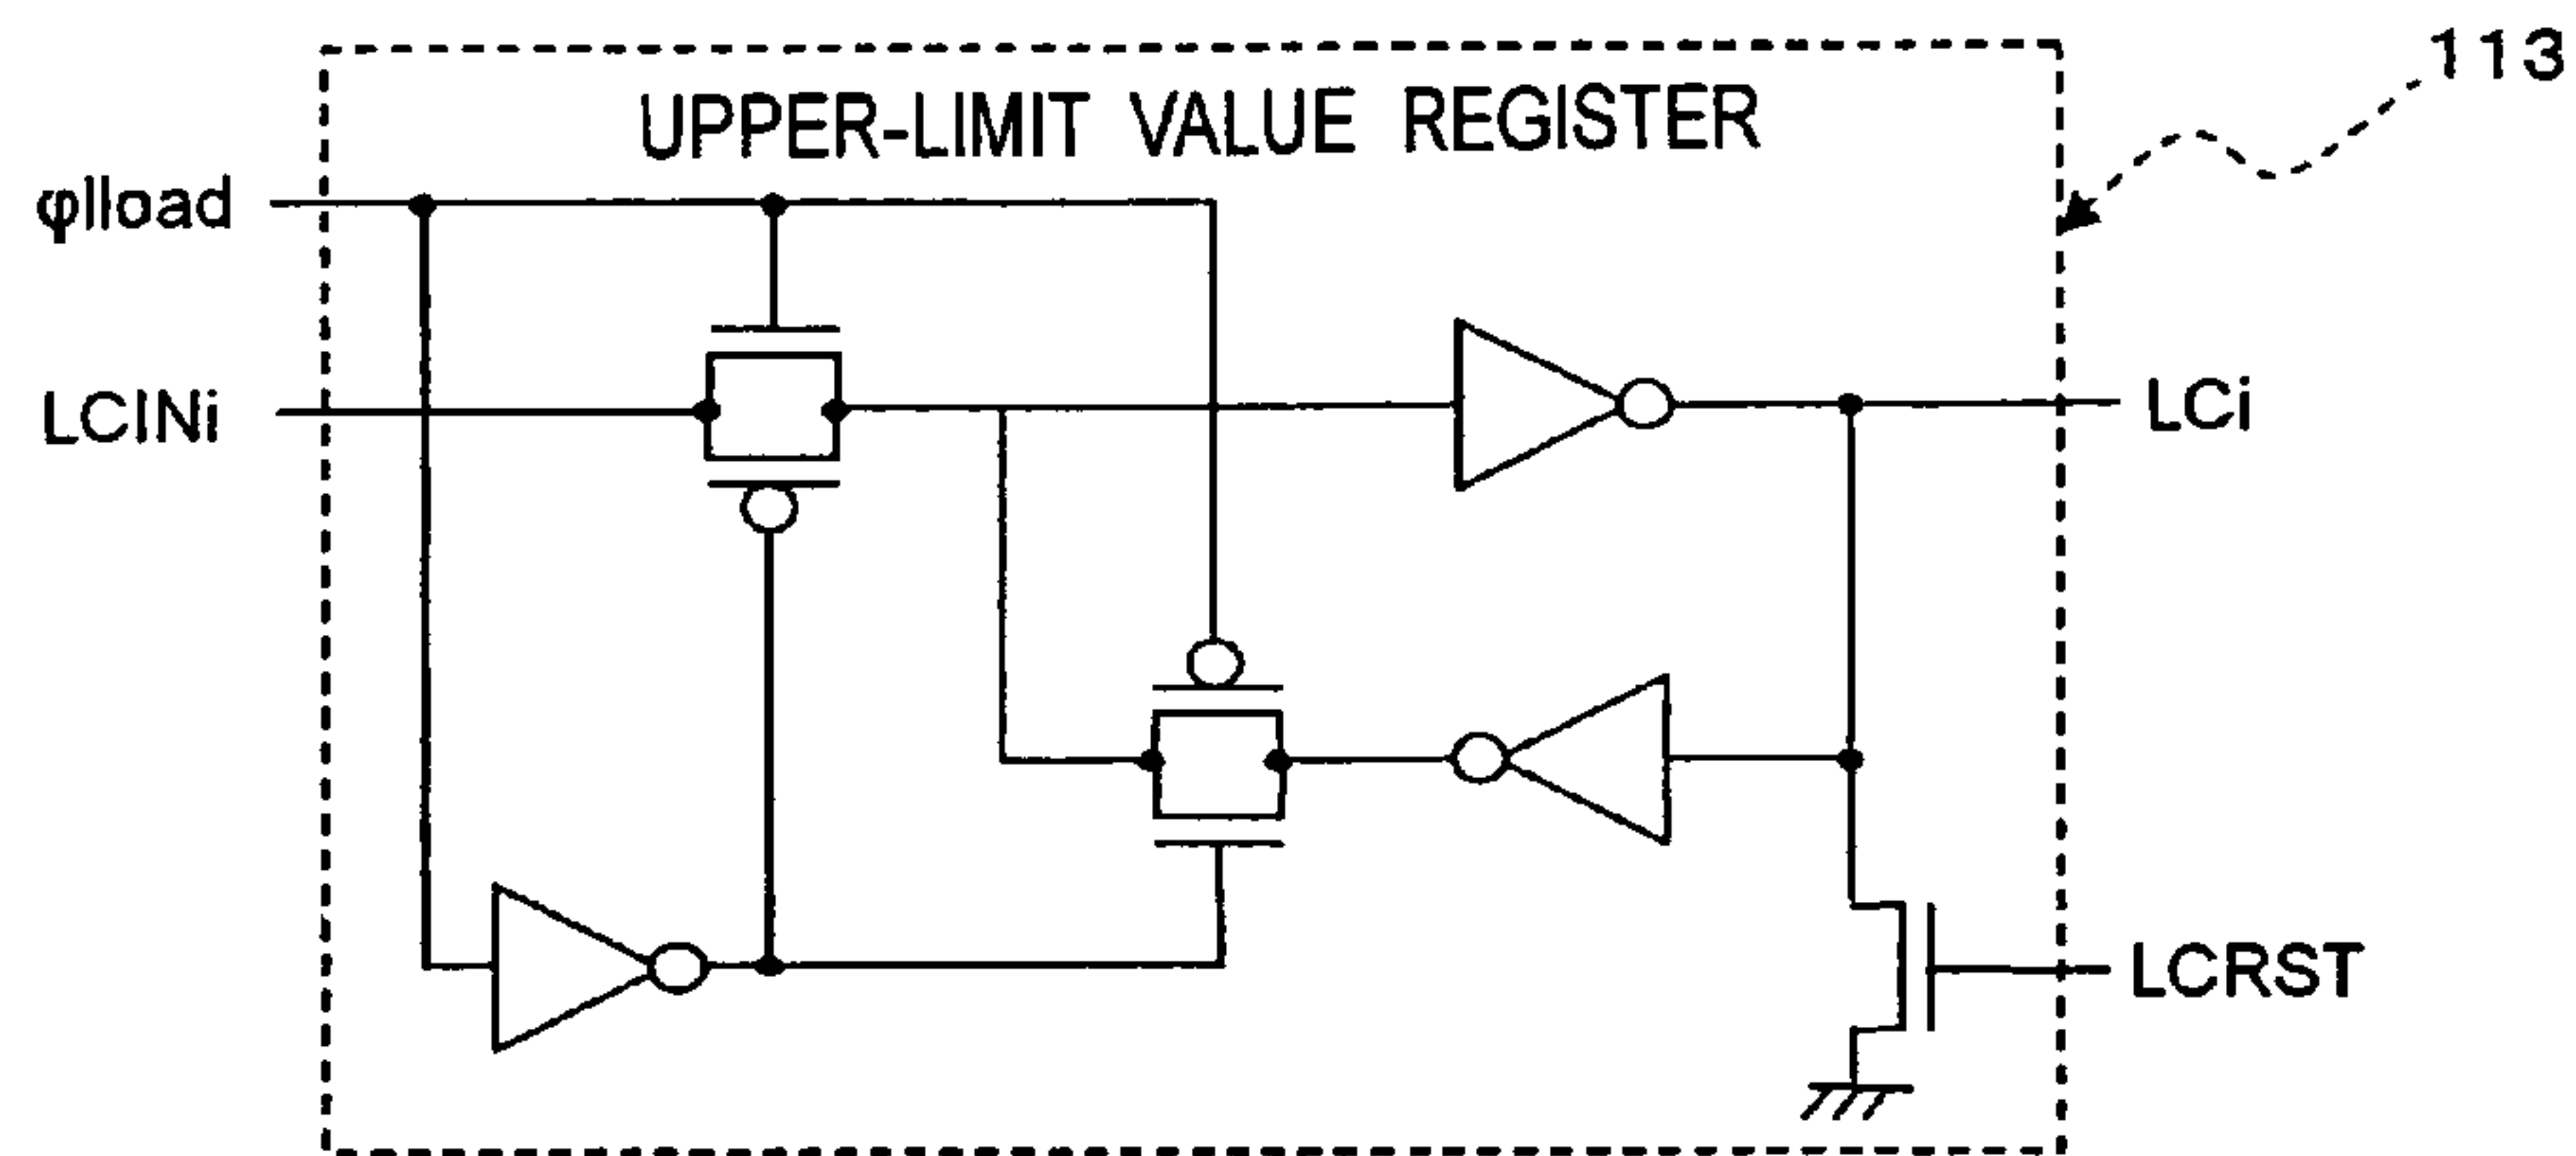 113
UPPER-LIMIT VALUE REGISTER
φlload
LCINi
LCi
LCRST